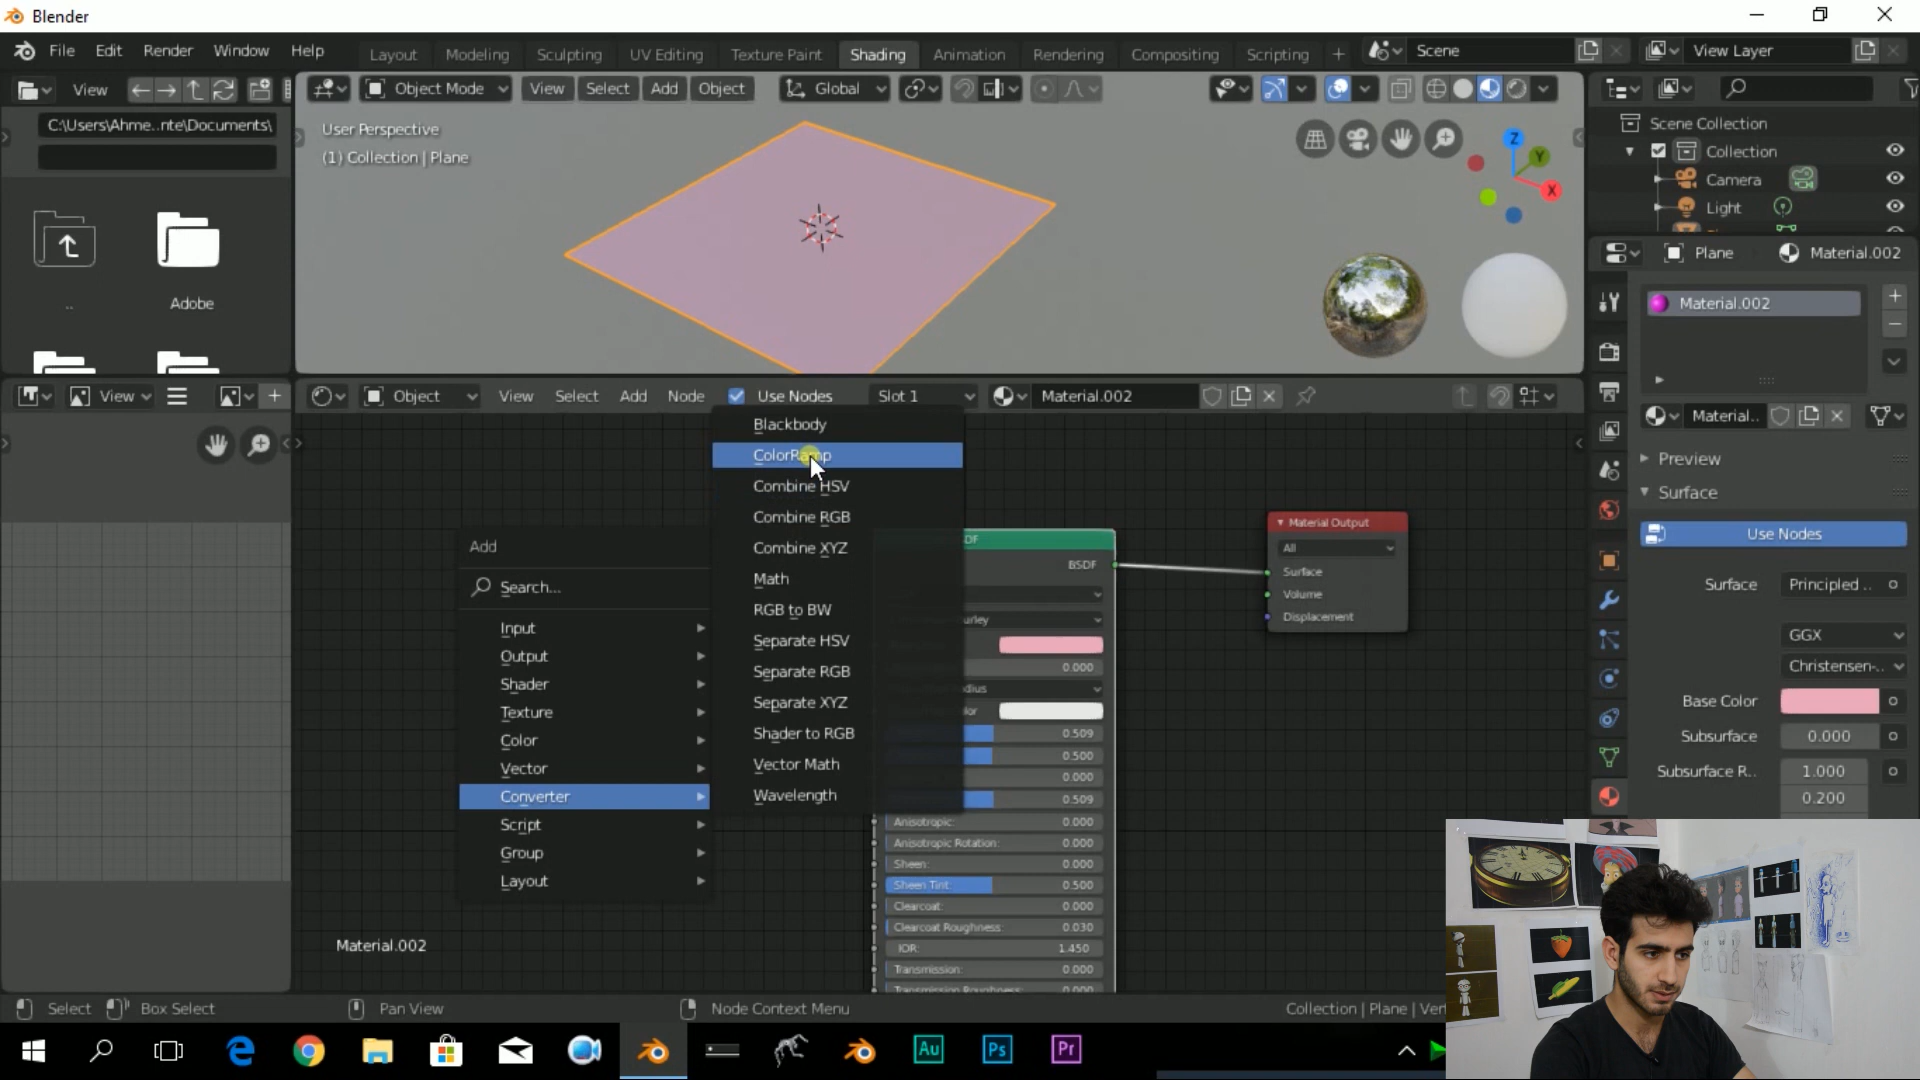 Blender
File Edit Render Window Help
Layout Modeling Sculpting UV Editing Texture Paint Shading Animation Rendering Compositing Scripting +
Scene
View Layer
View
Object Mode View Select Add Object Global
C:\Users\Ahme..nte\Documents\
User Perspective
(1) Collection | Plane
Z
Y
X
Scene Collection
Collection
Camera
Light
..
Adobe
Plane Material.002
Material.002
View
Object View Select Add Node Use Nodes Slot 1 Material.002
Material..
Blackbody
ColorRamp
Combine HSV
Combine RGB
Combine XYZ
Math
RGB to BW
Separate HSV
Separate RGB
Separate XYZ
Shader to RGB
Vector Math
Wavelength
Add
Search...
Input
Output
Shader
Texture
Color
Vector
Converter
Script
Group
Layout
BSDF
0.000
0.509
0.500
0.000
0.509
Anisotropic: 0.000
Anisotropic Rotation: 0.000
Sheen: 0.000
Sheen Tint: 0.500
Clearcoat: 0.000
Clearcoat Roughness: 0.030
IOR: 1.450
Transmission: 0.000
Transmission Roughness: 0.000
Material Output
All
Surface
Volume
Displacement
Preview
Surface
Use Nodes
Surface Principled ..
GGX
Christensen-..
Base Color
Subsurface 0.000
Subsurface R.. 1.000
0.200
Material.002
Select Box Select Pan View Node Context Menu
Collection | Plane | Ver
Au Ps Pr